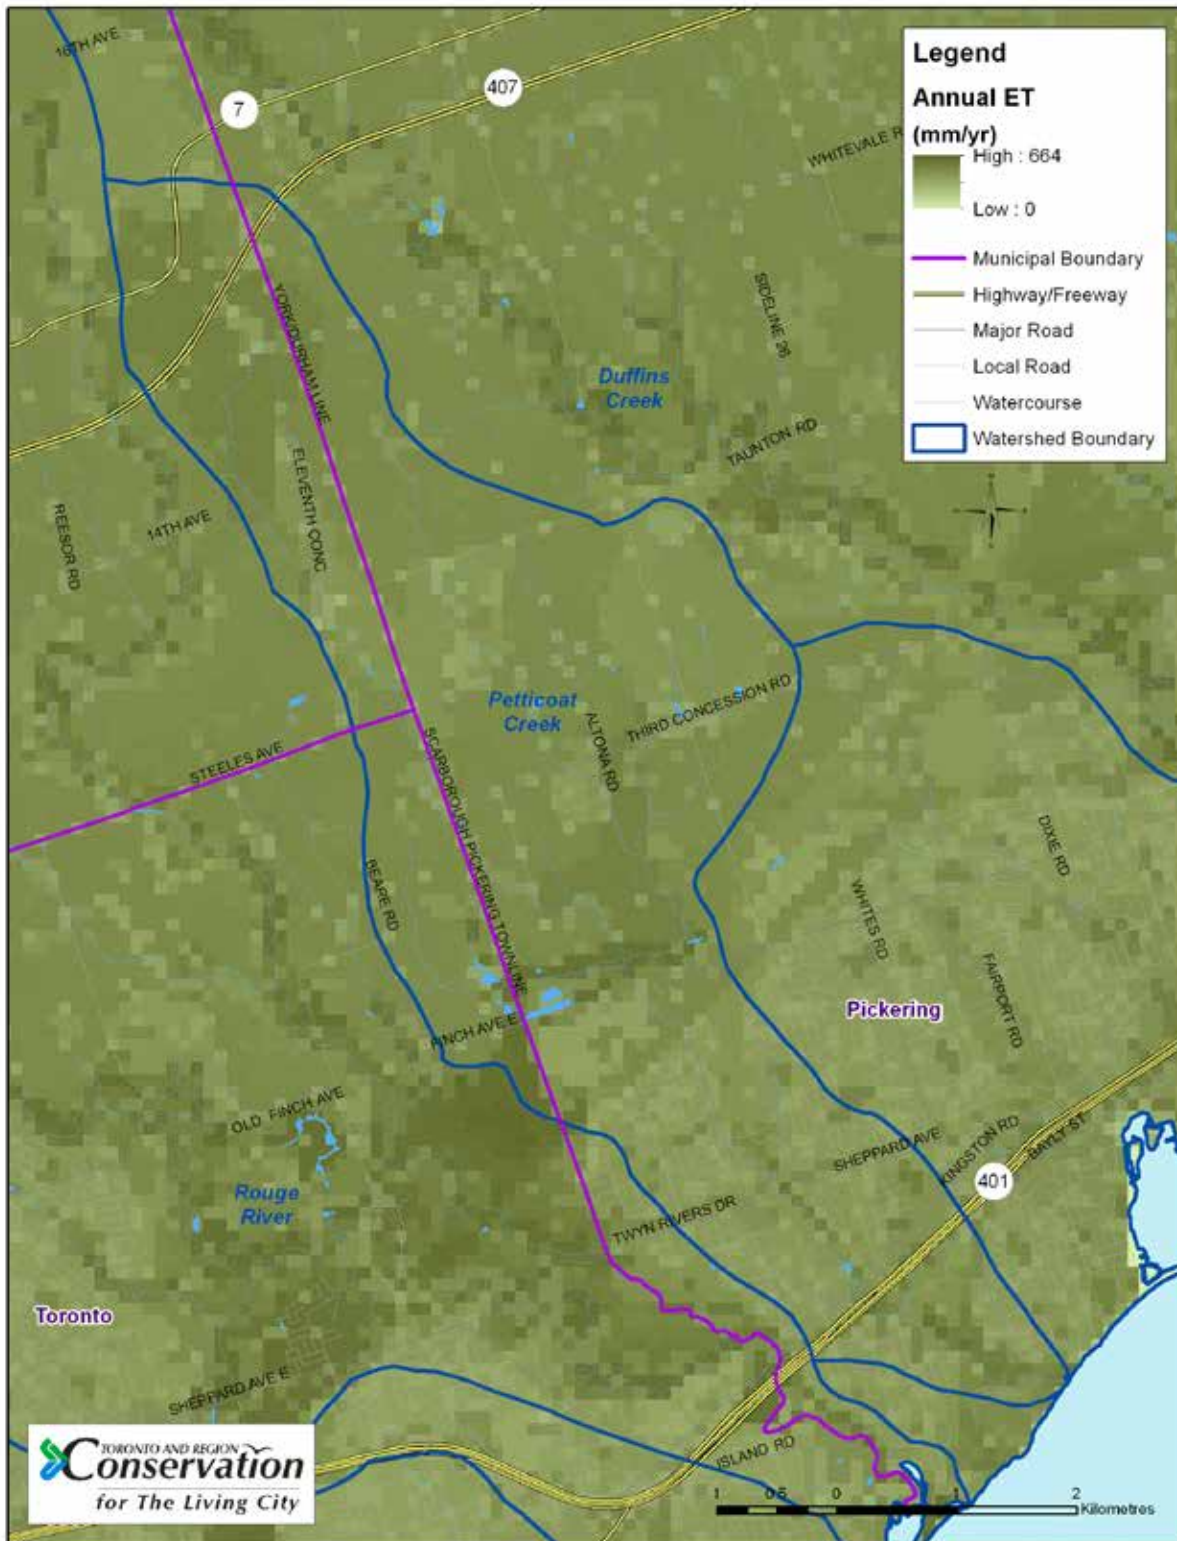 16TH AVE
7
407
WHITEVALE R
Legend
Annual ET
(mm/yr)
High : 664
Low : 0
Municipal Boundary
Highway/Freeway
Major Road
Local Road
Watercourse
Watershed Boundary
YORK/DURHAM LINE
SIDELINE 26
Duffins
Creek
TAUNTON RD
ELEVENTH CONC
REESOR RD
14TH AVE
Petticoat
Creek
ALTONA RD
THIRD CONCESSION RD
STEELES AVE
SCARBOROUGH PICKERING TOWNLINE
BEARE RD
DIXIE RD
WHITES RD
FAIRPORT RD
Pickering
FINCH AVE E
OLD FINCH AVE
SHEPPARD AVE
KINGSTON RD
BAYLY ST
401
Rouge
River
TWYN RIVERS DR
Toronto
SHEPPARD AVE E
ISLAND RD
TORONTO AND REGION
Conservation
for The Living City
1 0.5 0 1 2
Kilometres